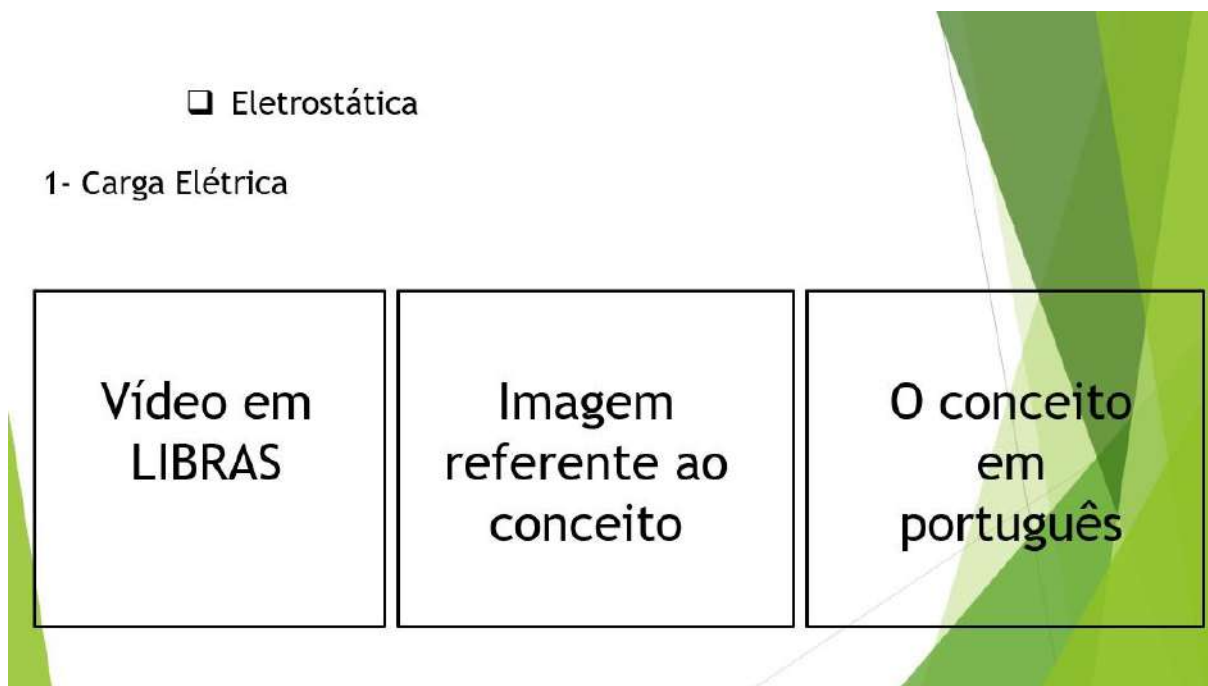 ❑ Eletrostática
1- Carga Elétrica
Vídeo em
LIBRAS
Imagem
referente ao
conceito
O conceito
em
português